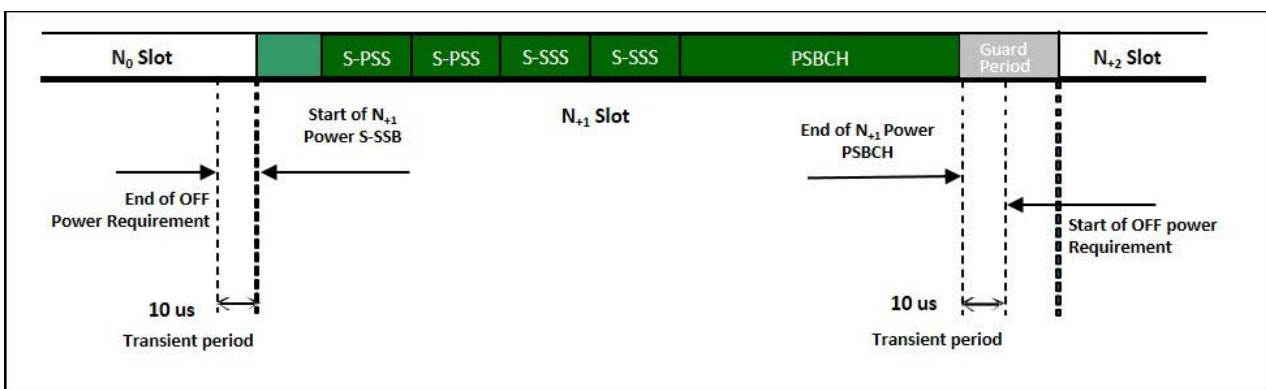 N₀ Slot
S-PSS
S-PSS
S-SSS
S-SSS
PSBCH
Guard
Period
N₊₂ Slot
Start of N₊₁
Power S-SSB
N₊₁ Slot
End of N₊₁ Power
PSBCH
End of OFF
Power Requirement
Start of OFF power
Requirement
10 us
Transient period
10 us
Transient period